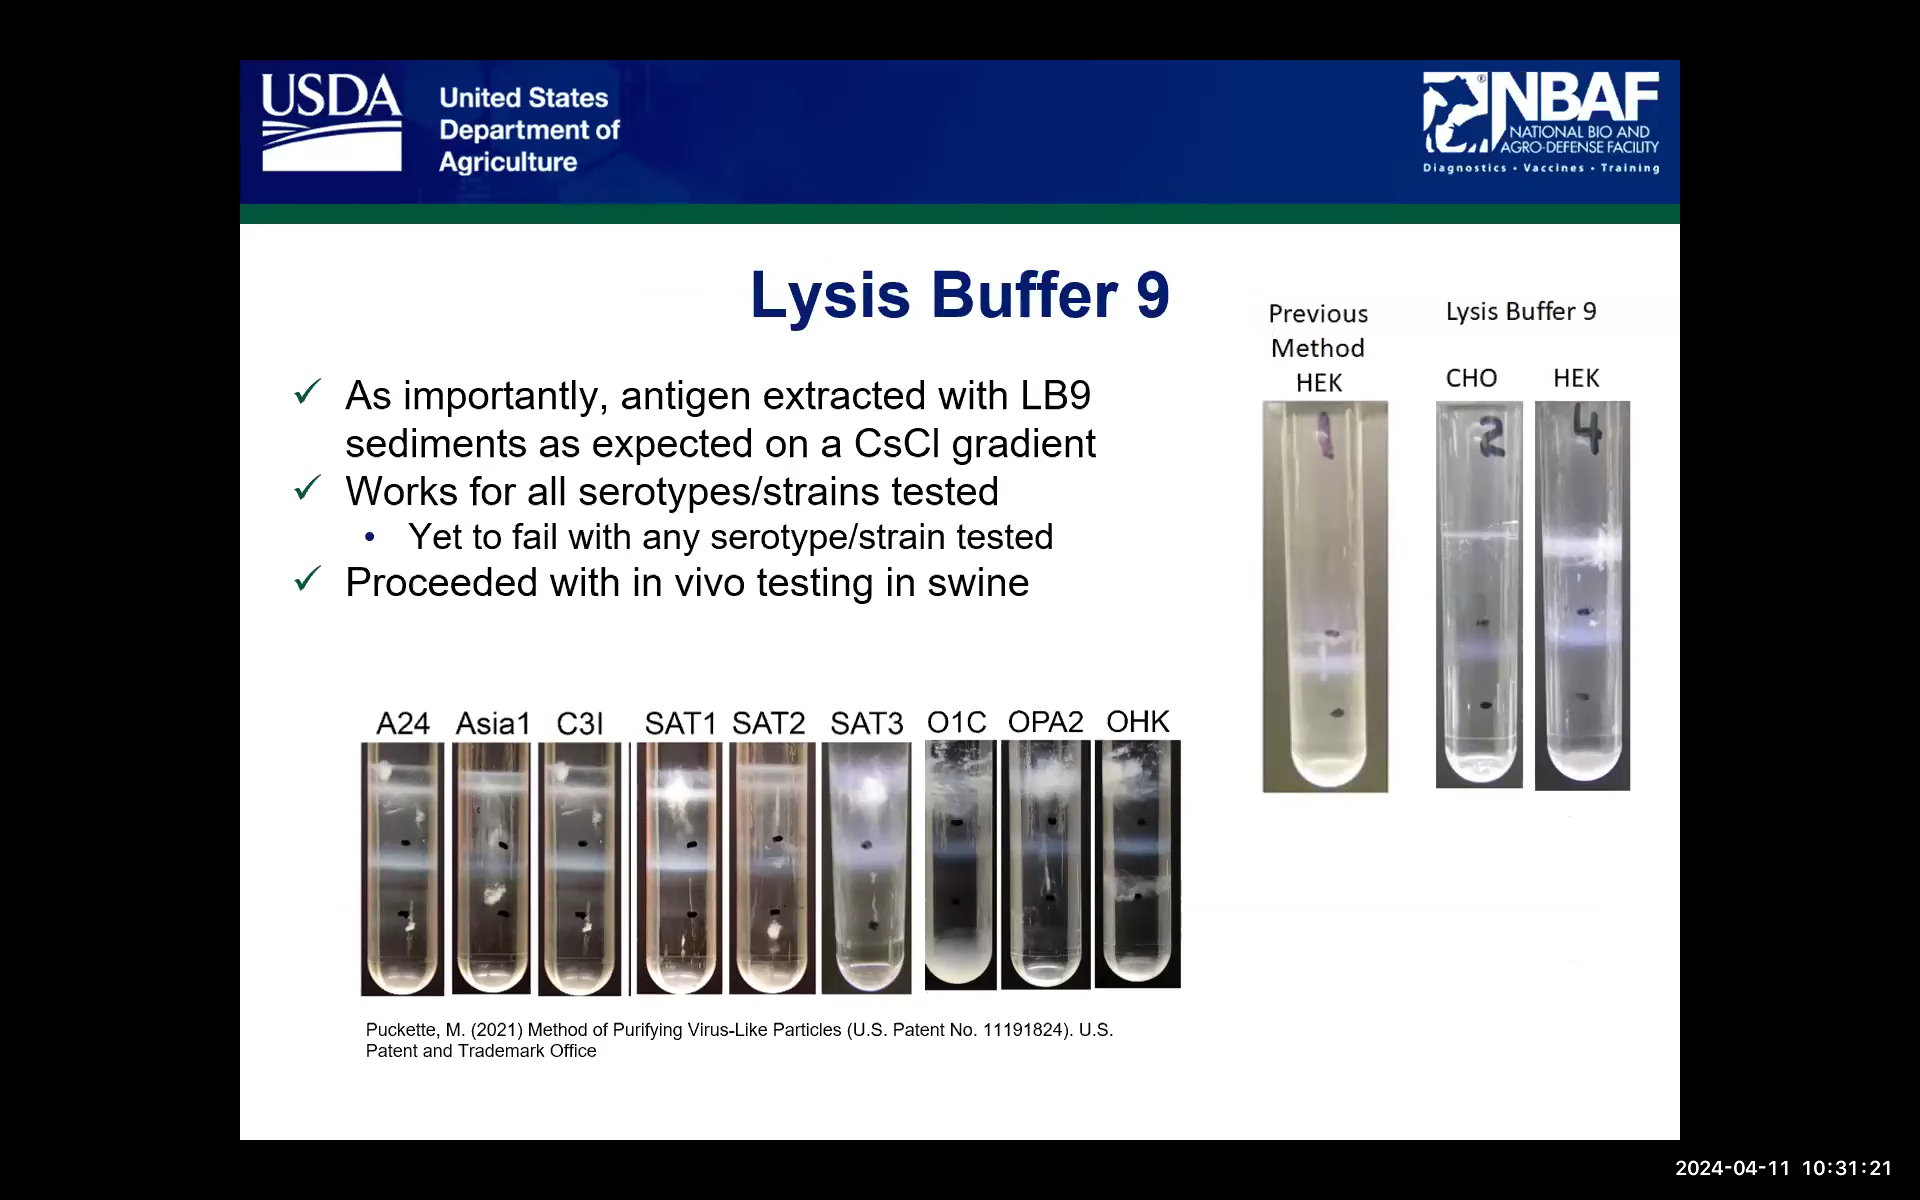 USDA
United States
Department of
Agriculture
NBAF
NATIONAL BIO AND
AGRO-DEFENSE FACILITY
Diagnostics • Vaccines • Training
Lysis Buffer 9
✓ As importantly, antigen extracted with LB9
sediments as expected on a CsCl gradient
✓ Works for all serotypes/strains tested
• Yet to fail with any serotype/strain tested
✓ Proceeded with in vivo testing in swine
Previous
Method
HEK
Lysis Buffer 9
CHO HEK
1 2 4
A24 Asia1 C3I SAT1 SAT2 SAT3 O1C OPA2 OHK
Puckette, M. (2021) Method of Purifying Virus-Like Particles (U.S. Patent No. 11191824). U.S.
Patent and Trademark Office
2024-04-11 10:31:21